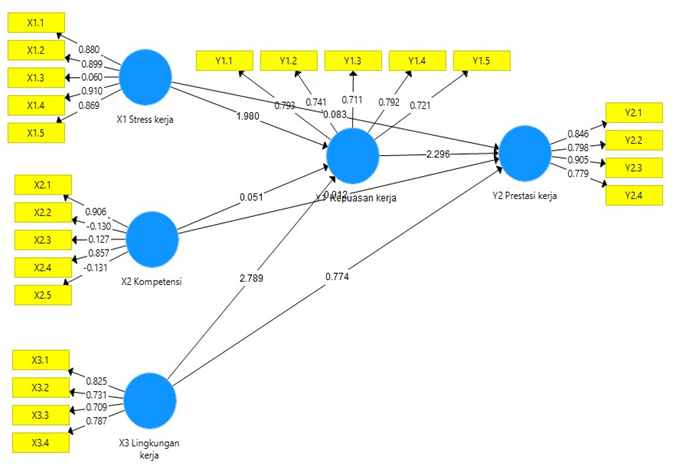 X1.1
X1.2
X1.3
X1.4
X1.5
0.880
0.899
0.060
0.910
0.869
X1 Stress kerja
Y1.1
Y1.2
Y1.3
Y1.4
Y1.5
0.793
0.741
0.711
0.792
0.721
0.083
1.980
Y1 Kepuasan kerja
2.296
0.012
0.051
X2.1
X2.2
X2.3
X2.4
X2.5
0.906
-0.130
0.127
0.857
-0.131
X2 Kompetensi
2.789
0.774
Y2.1
Y2.2
Y2.3
Y2.4
0.846
0.798
0.905
0.779
Y2 Prestasi kerja
X3.1
X3.2
X3.3
X3.4
0.825
0.731
0.709
0.787
X3 Lingkungan
kerja